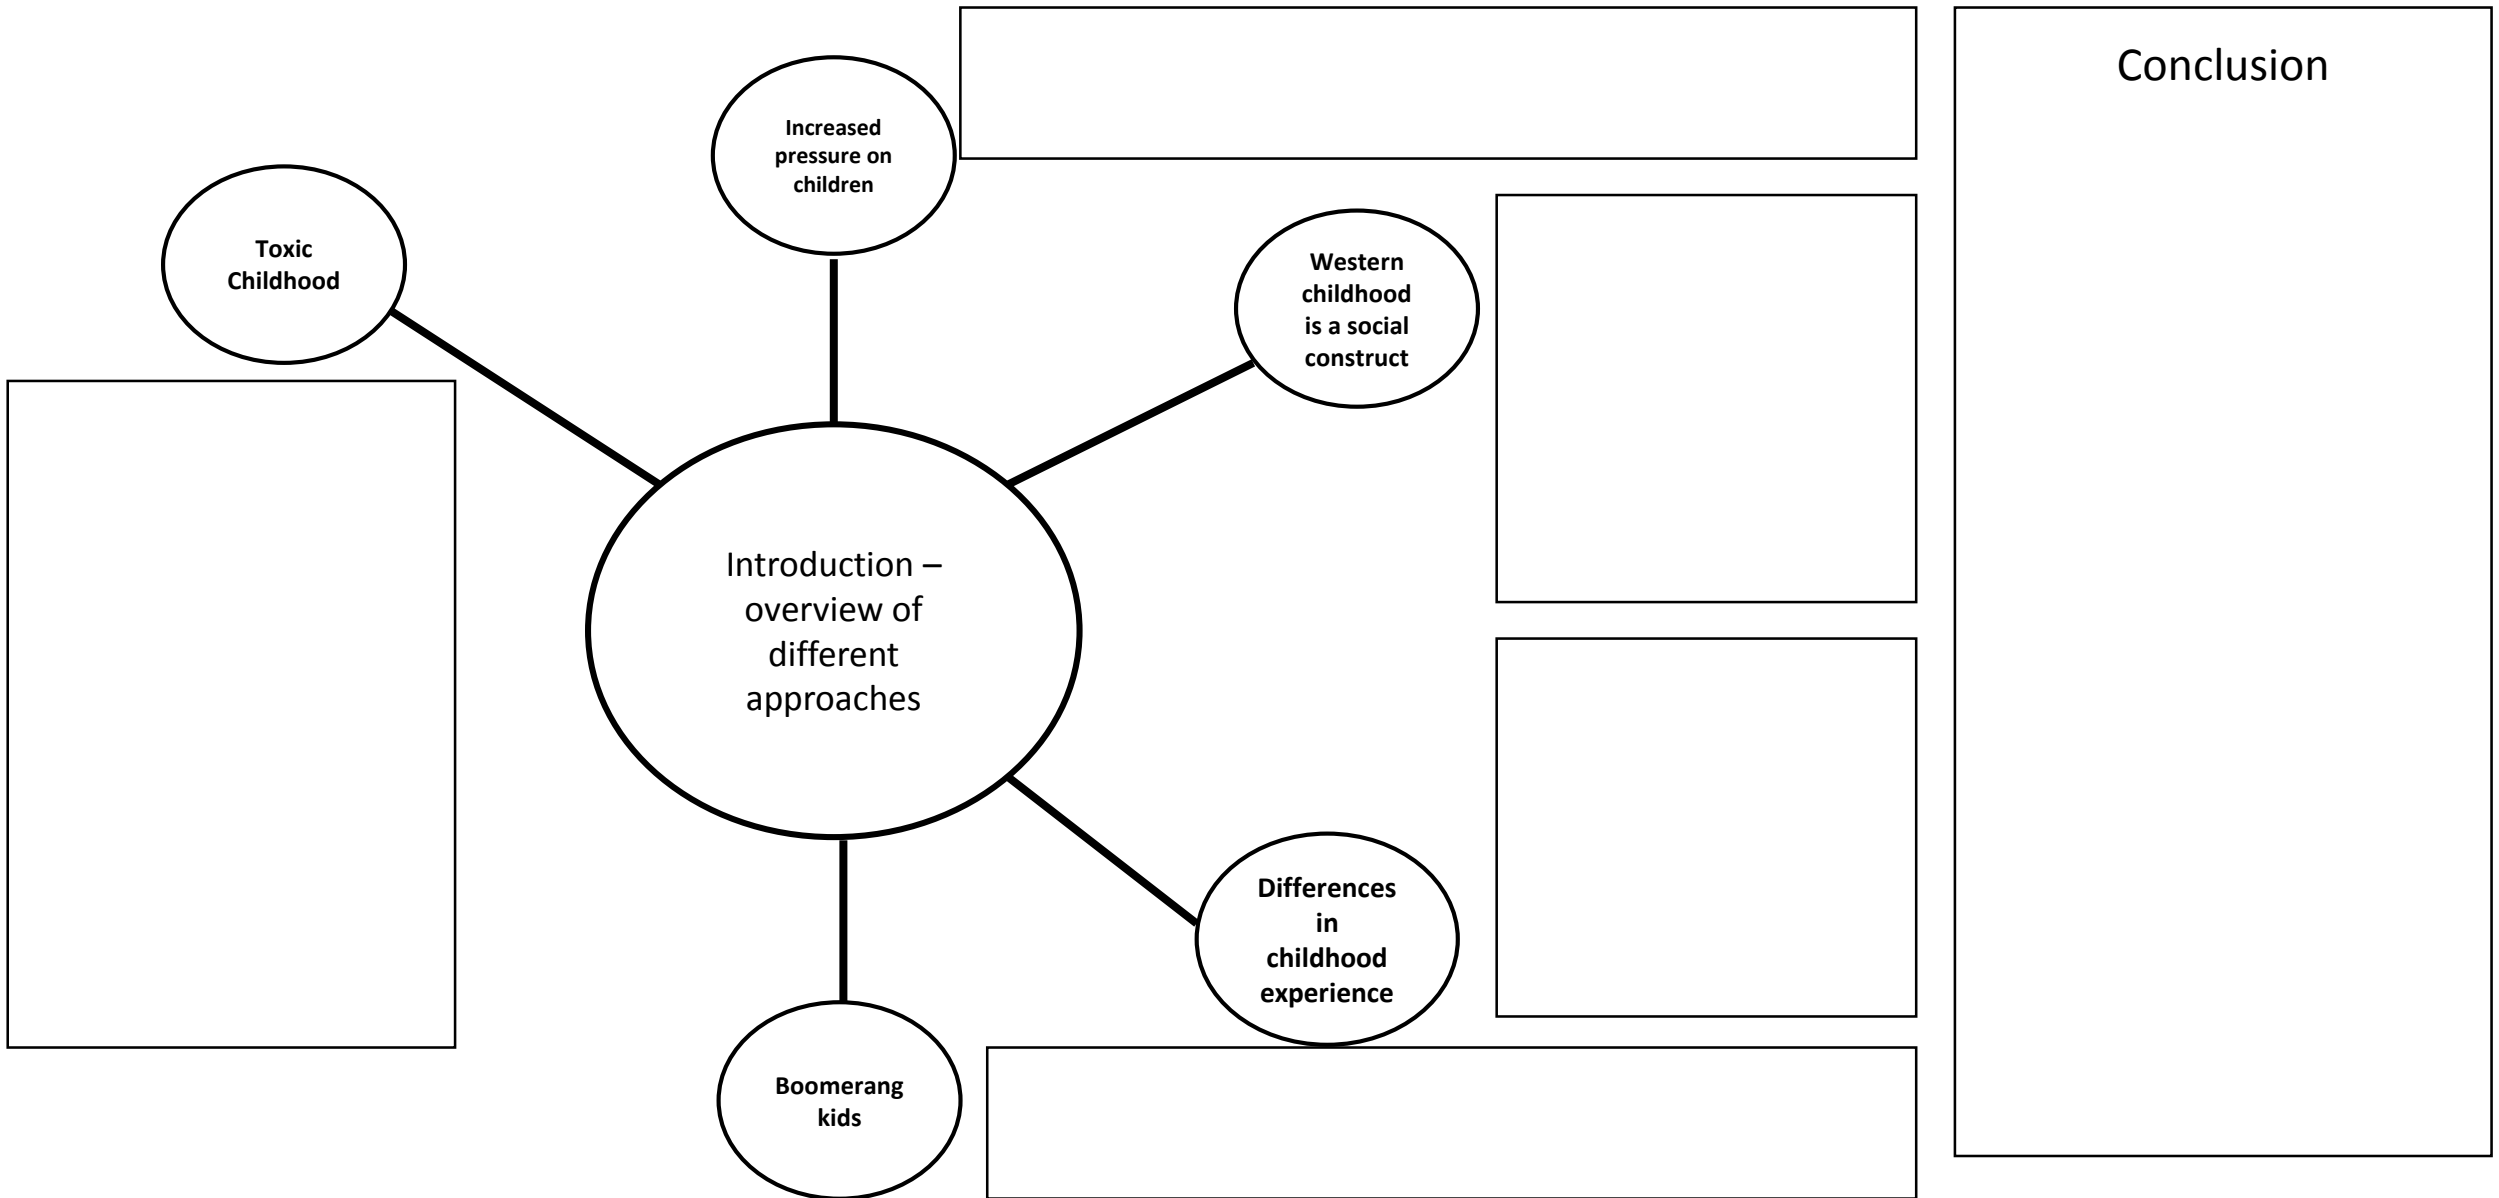 Conclusion
Increased
pressure on
children
Toxic
Childhood
Western
childhood
is a social
construct
Introduction –
overview of
different
approaches
Differences
in
childhood
experience
Boomerang
kids